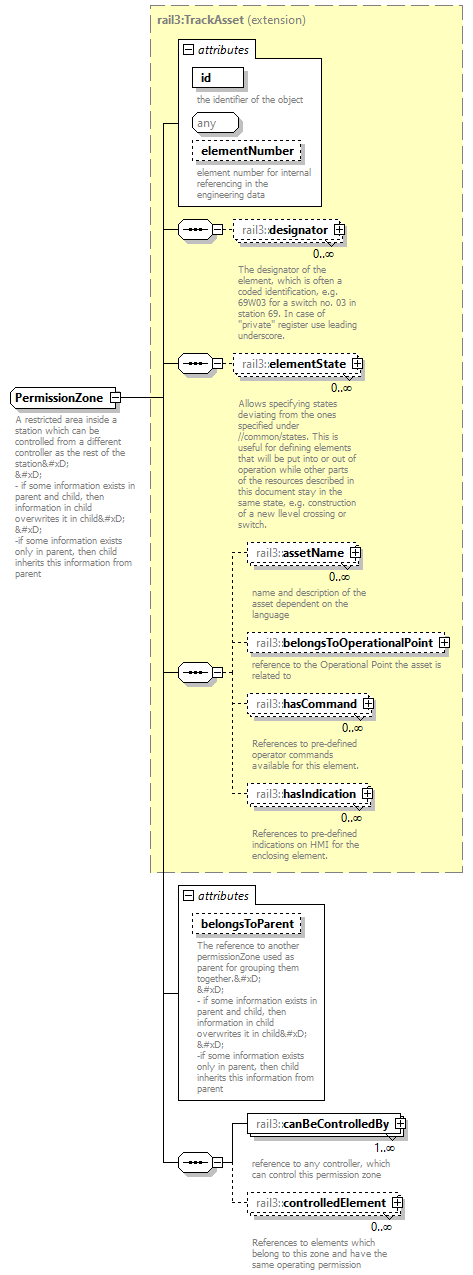 rail3:TrackAsset (extension)
attributes
id
the identifier of the object
any
elementNumber
element number for internal
referencing in the
engineering data
rail3::designator
0..∞
The designator of the
element, which is often a
coded identification, e.g.
69W03 for a switch no. 03 in
station 69. In case of
"private" register use leading
underscore.
rail3::elementState
0..∞
Allows specifying states
deviating from the ones
specified under
//common/states. This is
useful for defining elements
that will be put into or out of
operation while other parts
of the resources described in
this document stay in the
same state, e.g. construction
of a new llevel crossing or
switch.
PermissionZone
A restricted area inside a
station which can be
controlled from a different
controller as the rest of the
station&#xD;
&#xD;
- if some information exists in
parent and child, then
information in child
overwrites it in child&#xD;
&#xD;
-if some information exists
only in parent, then child
inherits this information from
parent
rail3::assetName
0..∞
name and description of the
asset dependent on the
language
rail3::belongsToOperationalPoint
reference to the Operational Point the asset is
related to
rail3::hasCommand
0..∞
References to pre-defined
operator commands
available for this element.
rail3::hasIndication
0..∞
References to pre-defined
indications on HMI for the
enclosing element.
attributes
belongsToParent
The reference to another
permissionZone used as
parent for grouping them
together.&#xD;
&#xD;
- if some information exists in
parent and child, then
information in child
overwrites it in child&#xD;
&#xD;
-if some information exists
only in parent, then child
inherits this information from
parent
rail3::canBeControlledBy
1..∞
reference to any controller, which
can control this permission zone
rail3::controlledElement
0..∞
References to elements which
belong to this zone and have the
same operating permission